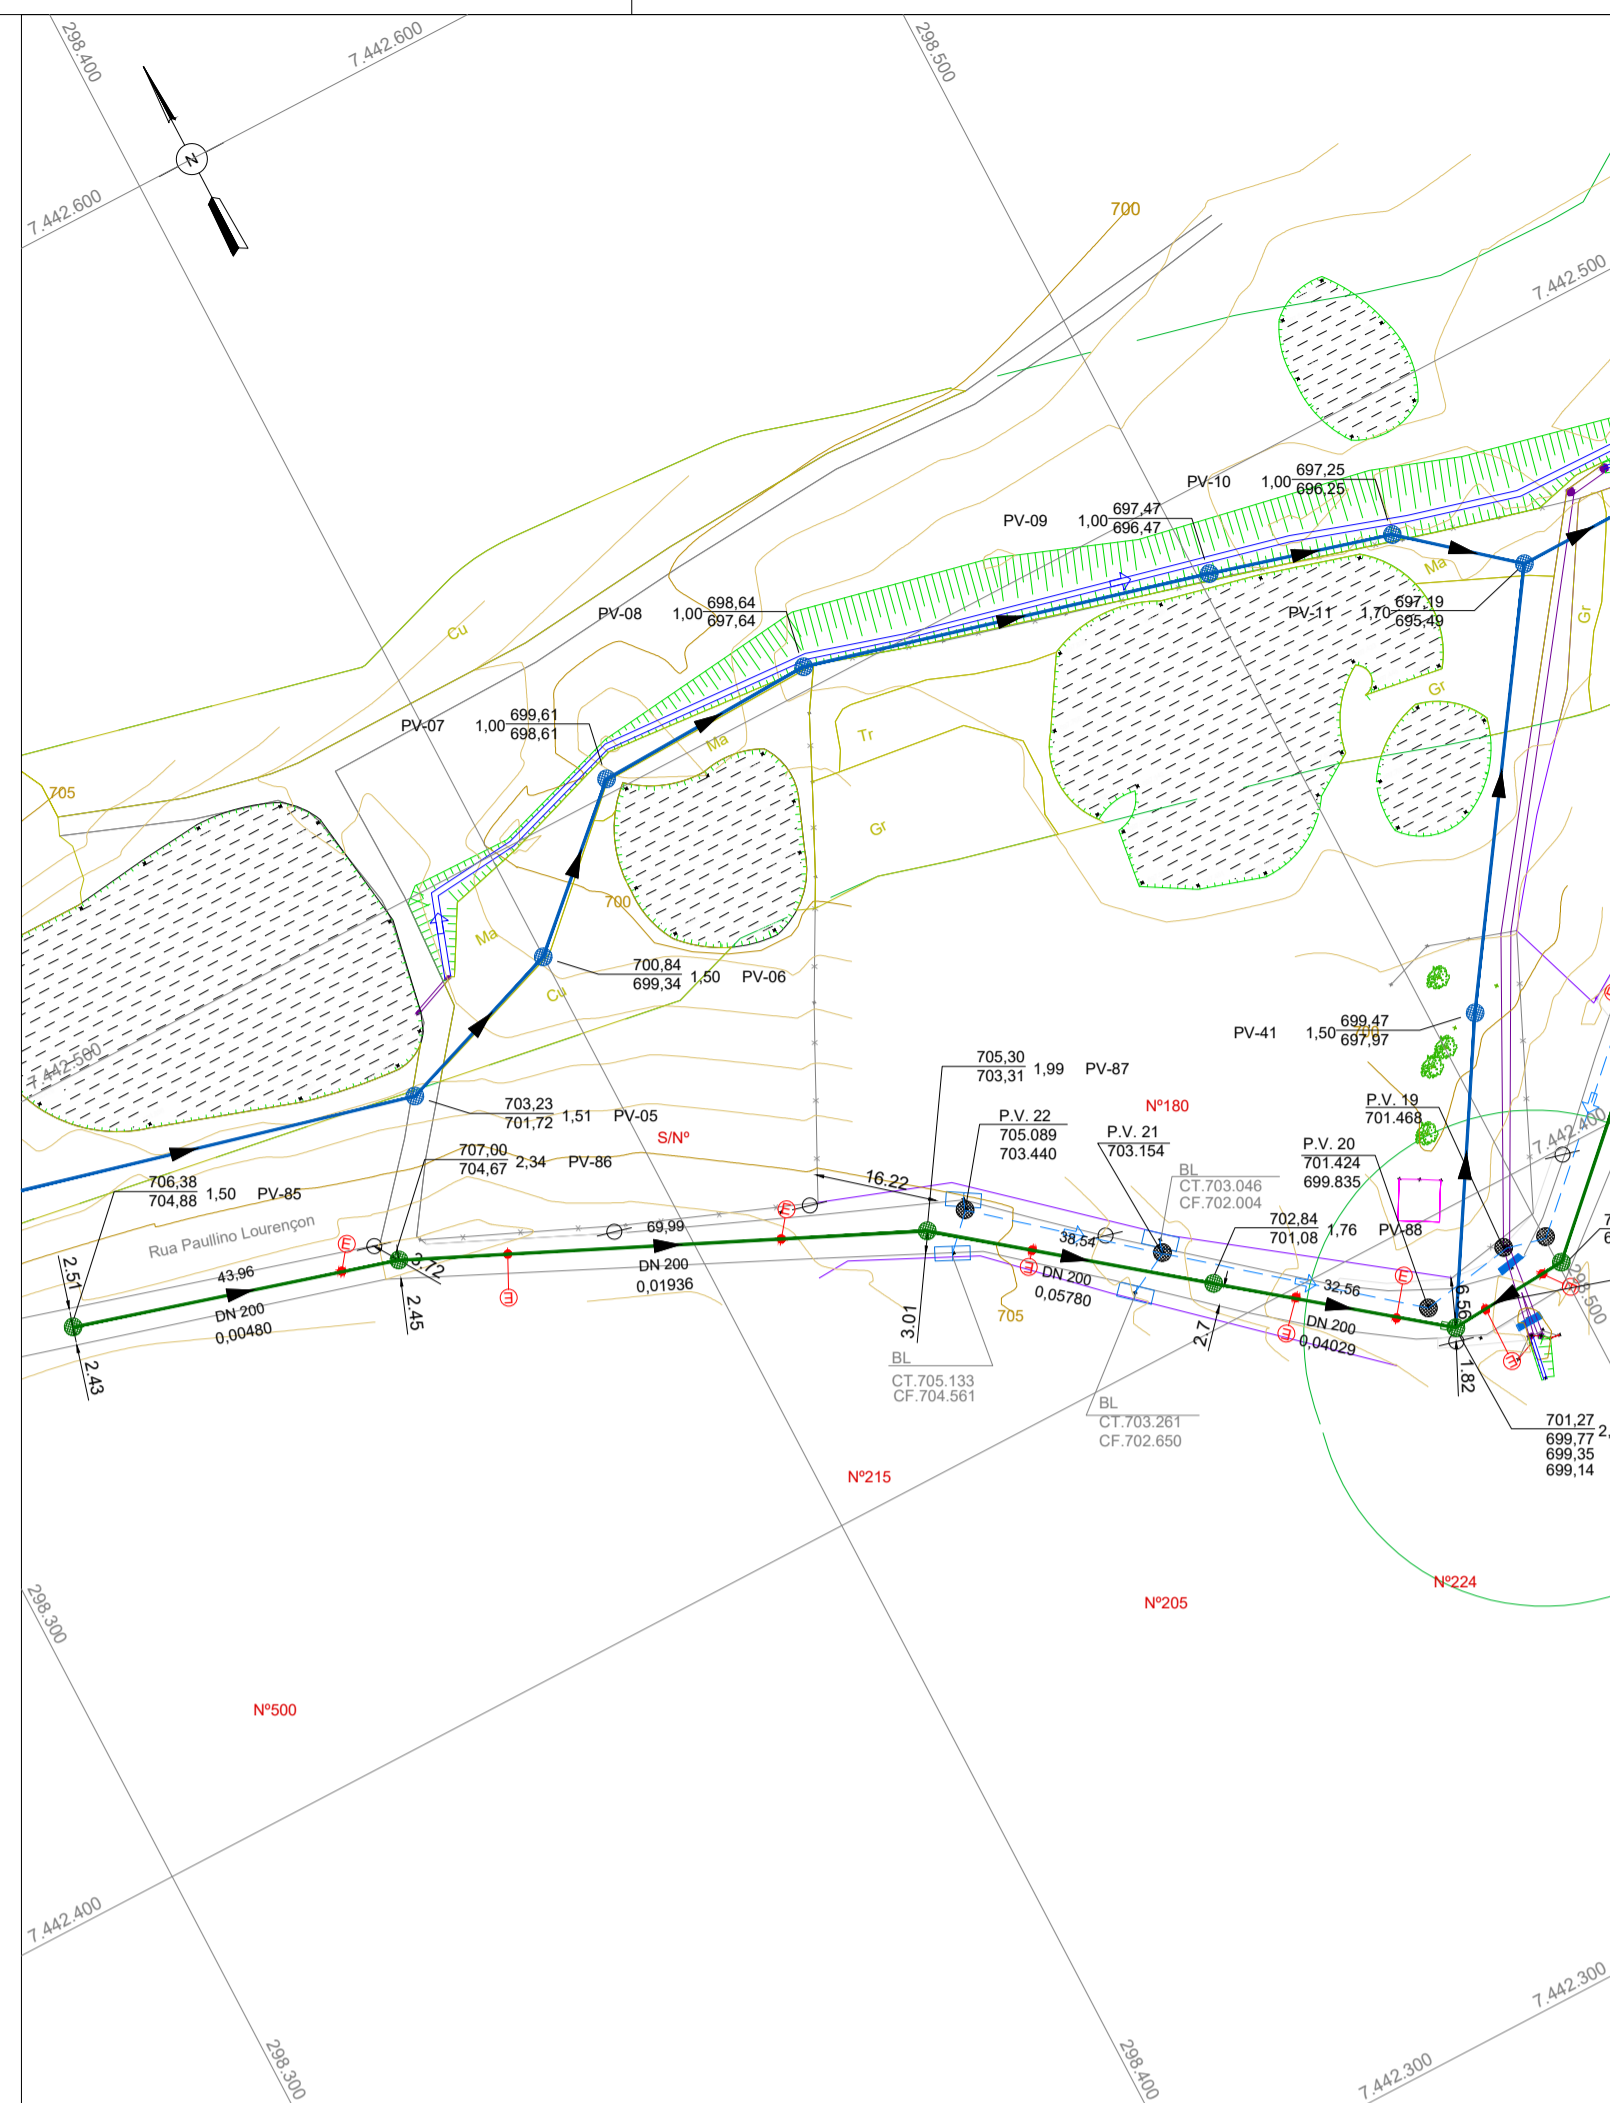 298.400
7.442.600
298.500
7.442.600
N
700
7.442.500
697,25
PV-10 1,00
696,25
697,47
PV-09 1,00
696,47
Ma
698,64
PV-08 1,00
697,64
697,19
PV-11 1,70
695,49
Gr
Cu
Gr
699,61
PV-07 1,00
698,61
Ma
Tr
705
Gr
700
Ma
700,84
699,34 1,50 PV-06
Cu
7.442.500
699,47
PV-41 1,50
697,97
700
705,30
703,31 1,99 PV-87
703,23
701,72 1,51 PV-05
Nº180
P.V. 19
701.468
P.V. 22
705.089
703.440
P.V. 21
703.154
7.442.400
S/Nº
P.V. 20
701.424
699.835
707,00
704,67 2,34 PV-86
BL
CT.703.046
CF.702.004
706,38
704,88 1,50 PV-85
16.22
702,84
701,08 1,76 PV-88
Rua Paullino Lourençon
E
E
69,99
38,54
3.72
43,96
DN 200
0,01936
E
DN 200
0,05780
E
32,56
6.56
E
2.51
DN 200
0,00480
E
2.45
3.01
705
2.7
DN 200
0,04029
E
298.500
E
2.43
1.82
BL
CT.705.133
CF.704.561
BL
CT.703.261
CF.702.650
701,27
699,77
699,35
699,14
2,
Nº215
Nº224
Nº205
298.300
Nº500
7.442.400
7.442.300
298.300
298.400
7.442.300